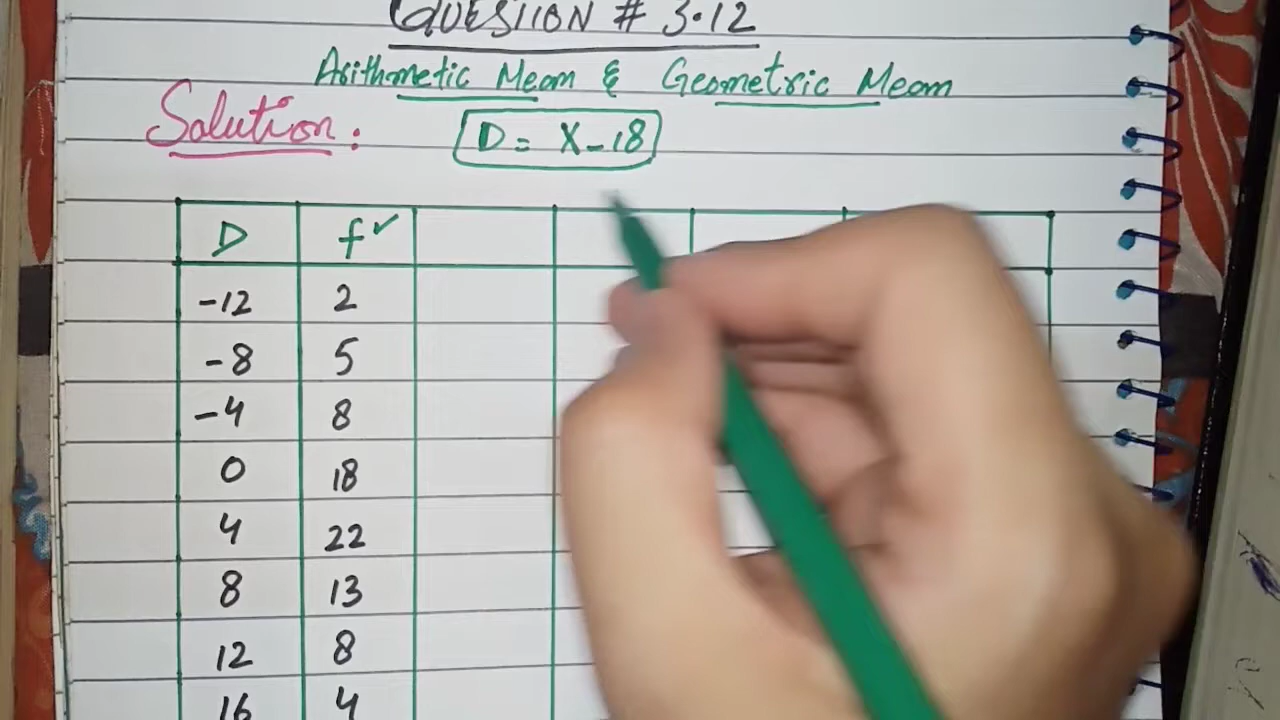 QUESTION # 3.12
Arithmetic Mean & Geometric Mean
Solution:
D = X - 18
D f ✓
-12 2
-8 5
-4 8
0 18
4 22
8 13
12 8
16 4